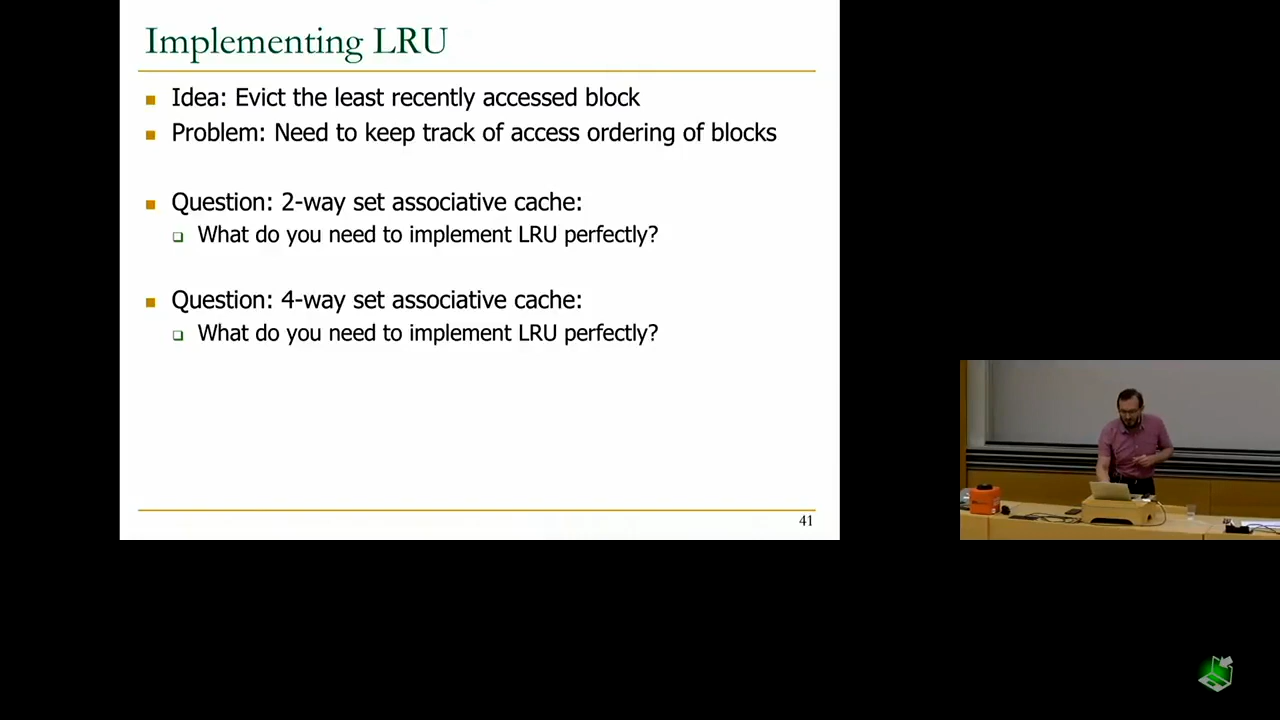 Implementing LRU
Idea: Evict the least recently accessed block
Problem: Need to keep track of access ordering of blocks
Question: 2-way set associative cache:
What do you need to implement LRU perfectly?
Question: 4-way set associative cache:
What do you need to implement LRU perfectly?
41